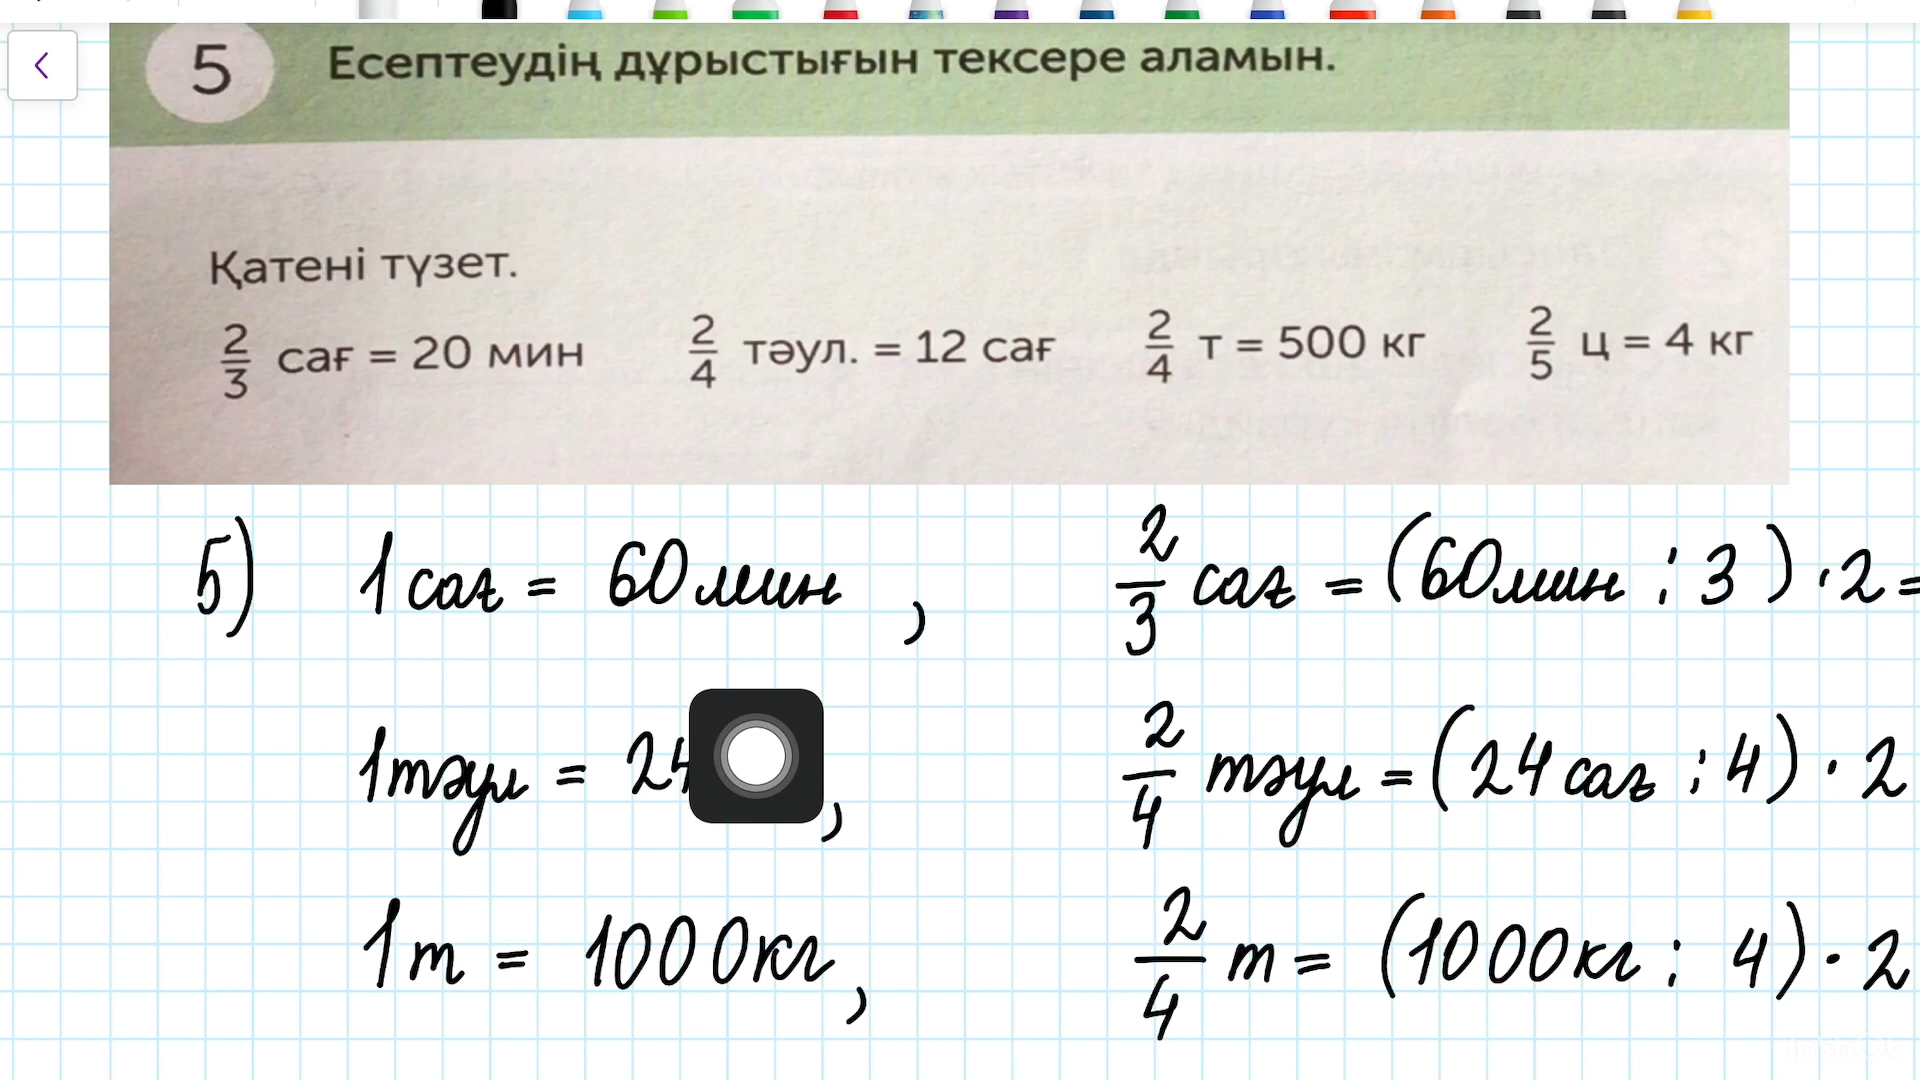 5 Есептеудің дұрыстығын тексере аламын.
Қатені түзет.
2/3 сағ = 20 мин 2/4 тәул. = 12 сағ 2/4 т = 500 кг 2/5 ц = 4 кг
5) 1 сағ = 60 мин , 2/3 сағ = (60 мин : 3) · 2 =
1 тәул = 24 , 2/4 тәул = (24 сағ : 4) · 2
1 т = 1000 кг , 2/4 т = (1000 кг : 4) · 2